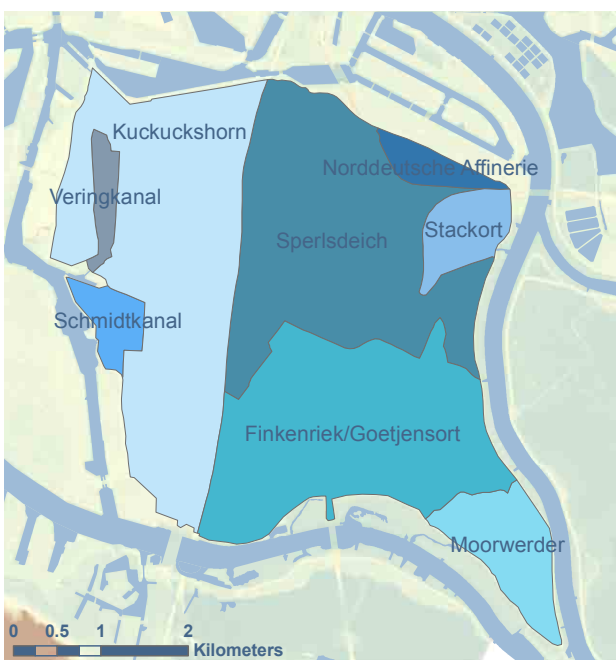 Kuckuckshorn
Norddeutsche Affinerie
Veringkanal
Stackort
Sperlsdeich
Schmidtkanal
Finkenriek/Goetjensort
Moorwerder
0 0.5 1 2
Kilometers